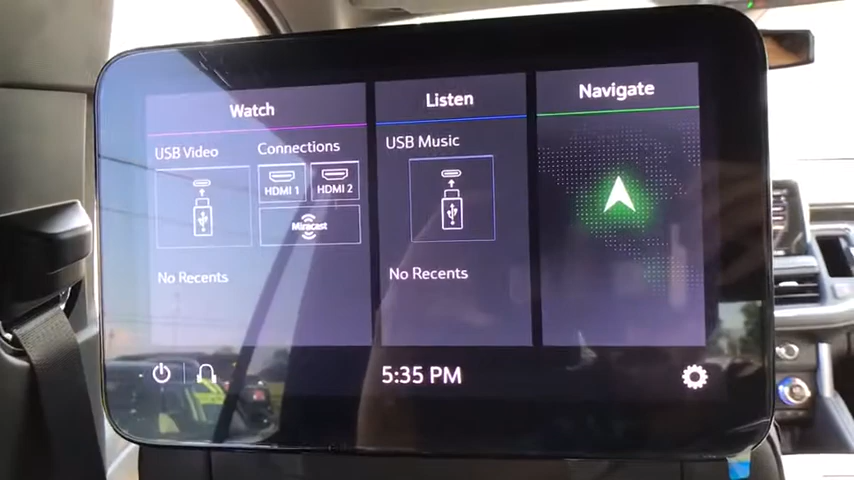 Watch
USB Video
Connections
HDMI 1
HDMI 2
Miracast
No Recents
Listen
USB Music
No Recents
Navigate
5:35 PM